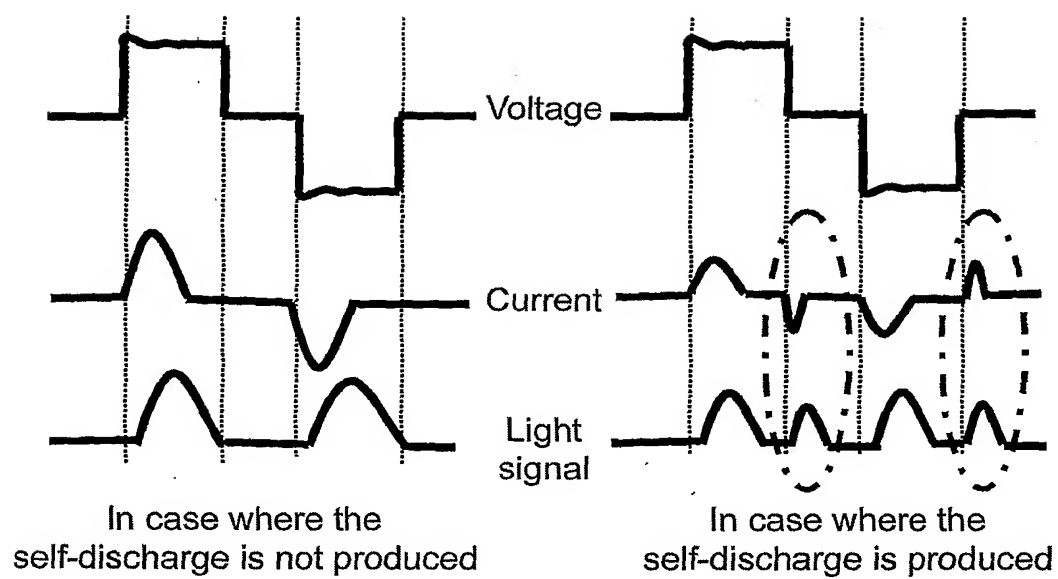 Voltage
Current
Light
signal
In case where the
self-discharge is not produced
In case where the
self-discharge is produced